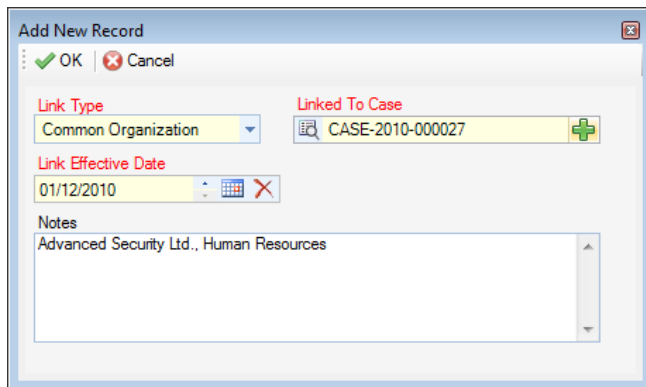 Add New Record
OK Cancel
Link Type Linked To Case
Common Organization CASE-2010-000027
Link Effective Date
01/12/2010
Notes
Advanced Security Ltd., Human Resources